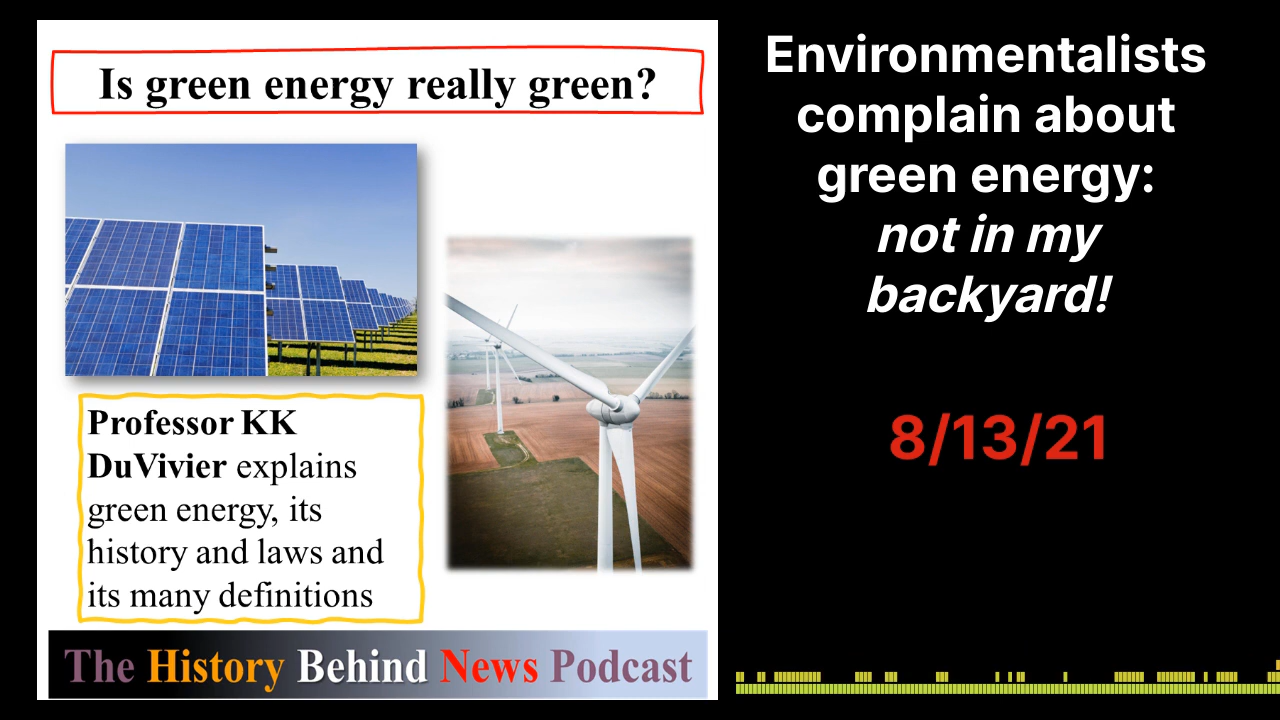 Is green energy really green?
Professor KK
DuVivier explains
green energy, its
history and laws and
its many definitions
The History Behind News Podcast
Environmentalists
complain about
green energy:
not in my
backyard!
8/13/21